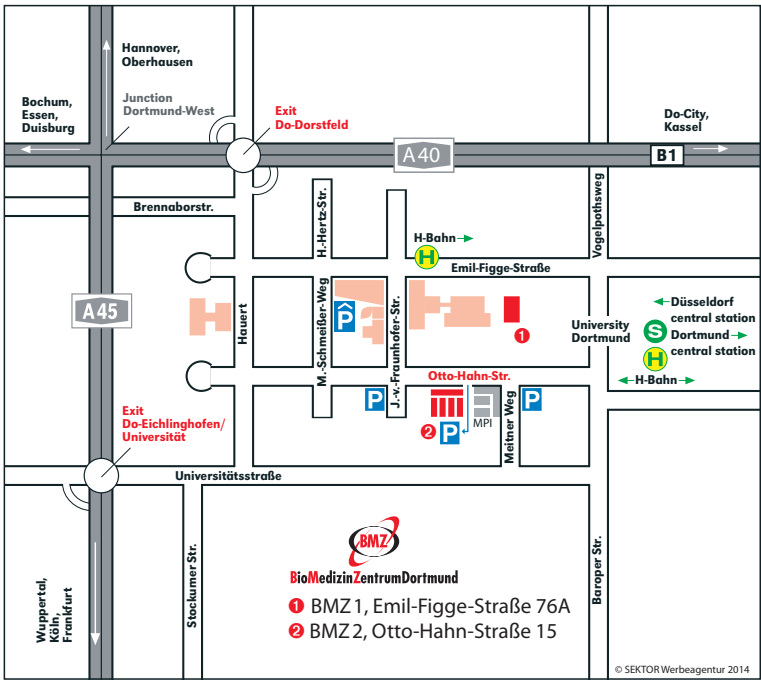 Hannover,
Oberhausen
Bochum,
Essen,
Duisburg
Junction
Dortmund-West
Exit
Do-Dorstfeld
Do-City,
Kassel
A 40
B 1
Brennaborstr.
H.-Hertz-Str.
Vogelpothsweg
H-Bahn
H
Emil-Figge-Straße
A 45
Hauert
M.-Schmeißer-Weg
P
J.-v.-Fraunhofer-Str.
1
University
Dortmund
Düsseldorf
central station
S
Dortmund
central station
H
H-Bahn
Otto-Hahn-Str.
P
MPI
P
2
P
Meitner Weg
Exit
Do-Eichlinghofen/
Universität
Universitätsstraße
Stockumer Str.
Baroper Str.
Wuppertal,
Köln,
Frankfurt
BMZ
BioMedizinZentrumDortmund
1 BMZ 1, Emil-Figge-Straße 76A
2 BMZ 2, Otto-Hahn-Straße 15
© SEKTOR Werbeagentur 2014